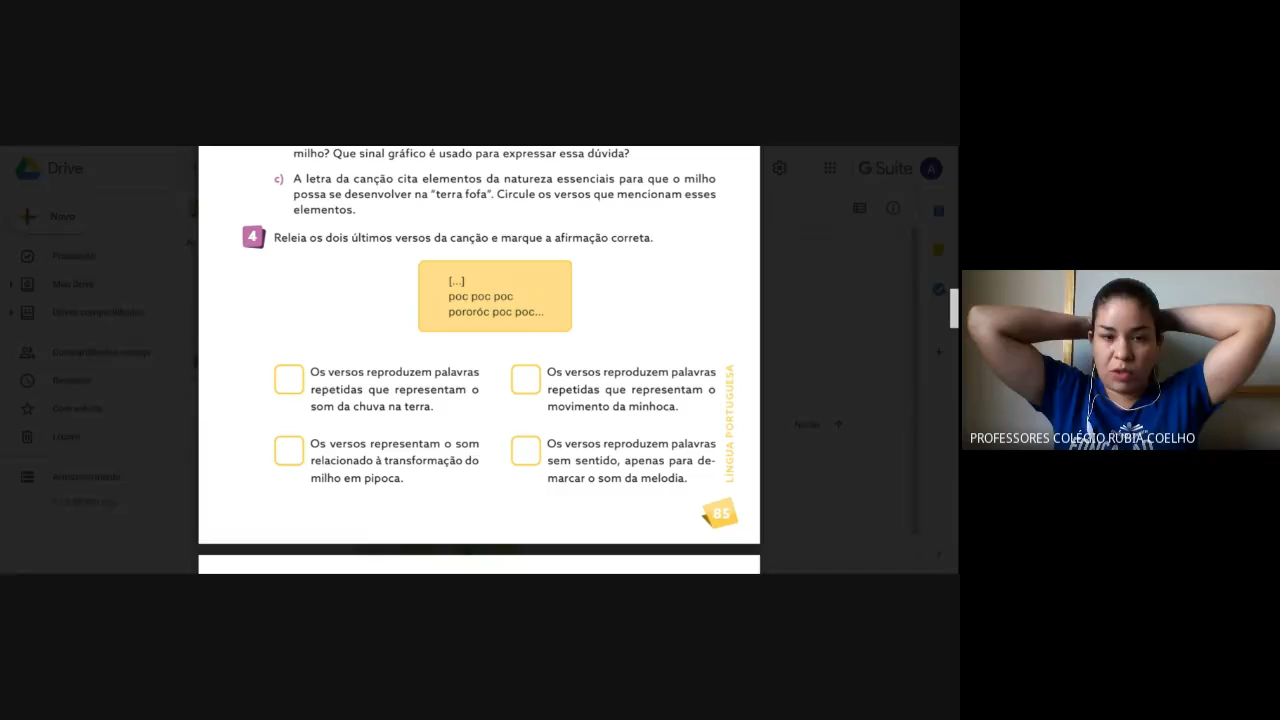 Drive
G Suite
A
Novo
Meu Drive
Drives compartilhados
milho? Que sinal gráfico é usado para expressar essa dúvida?
c) A letra da canção cita elementos da natureza essenciais para que o milho
possa se desenvolver na “terra fofa”. Circule os versos que mencionam esses
elementos.
4 Releia os dois últimos versos da canção e marque a afirmação correta.
[...]
poc poc poc
pororóc poc poc...
Os versos reproduzem palavras
repetidas que representam o
som da chuva na terra.
Os versos reproduzem palavras
repetidas que representam o
movimento da minhoca.
Os versos representam o som
relacionado à transformação do
milho em pipoca.
Os versos reproduzem palavras
sem sentido, apenas para de-
marcar o som da melodia.
LÍNGUA PORTUGUESA
85
PROFESSORES COLÉGIO RÚBIA COELHO